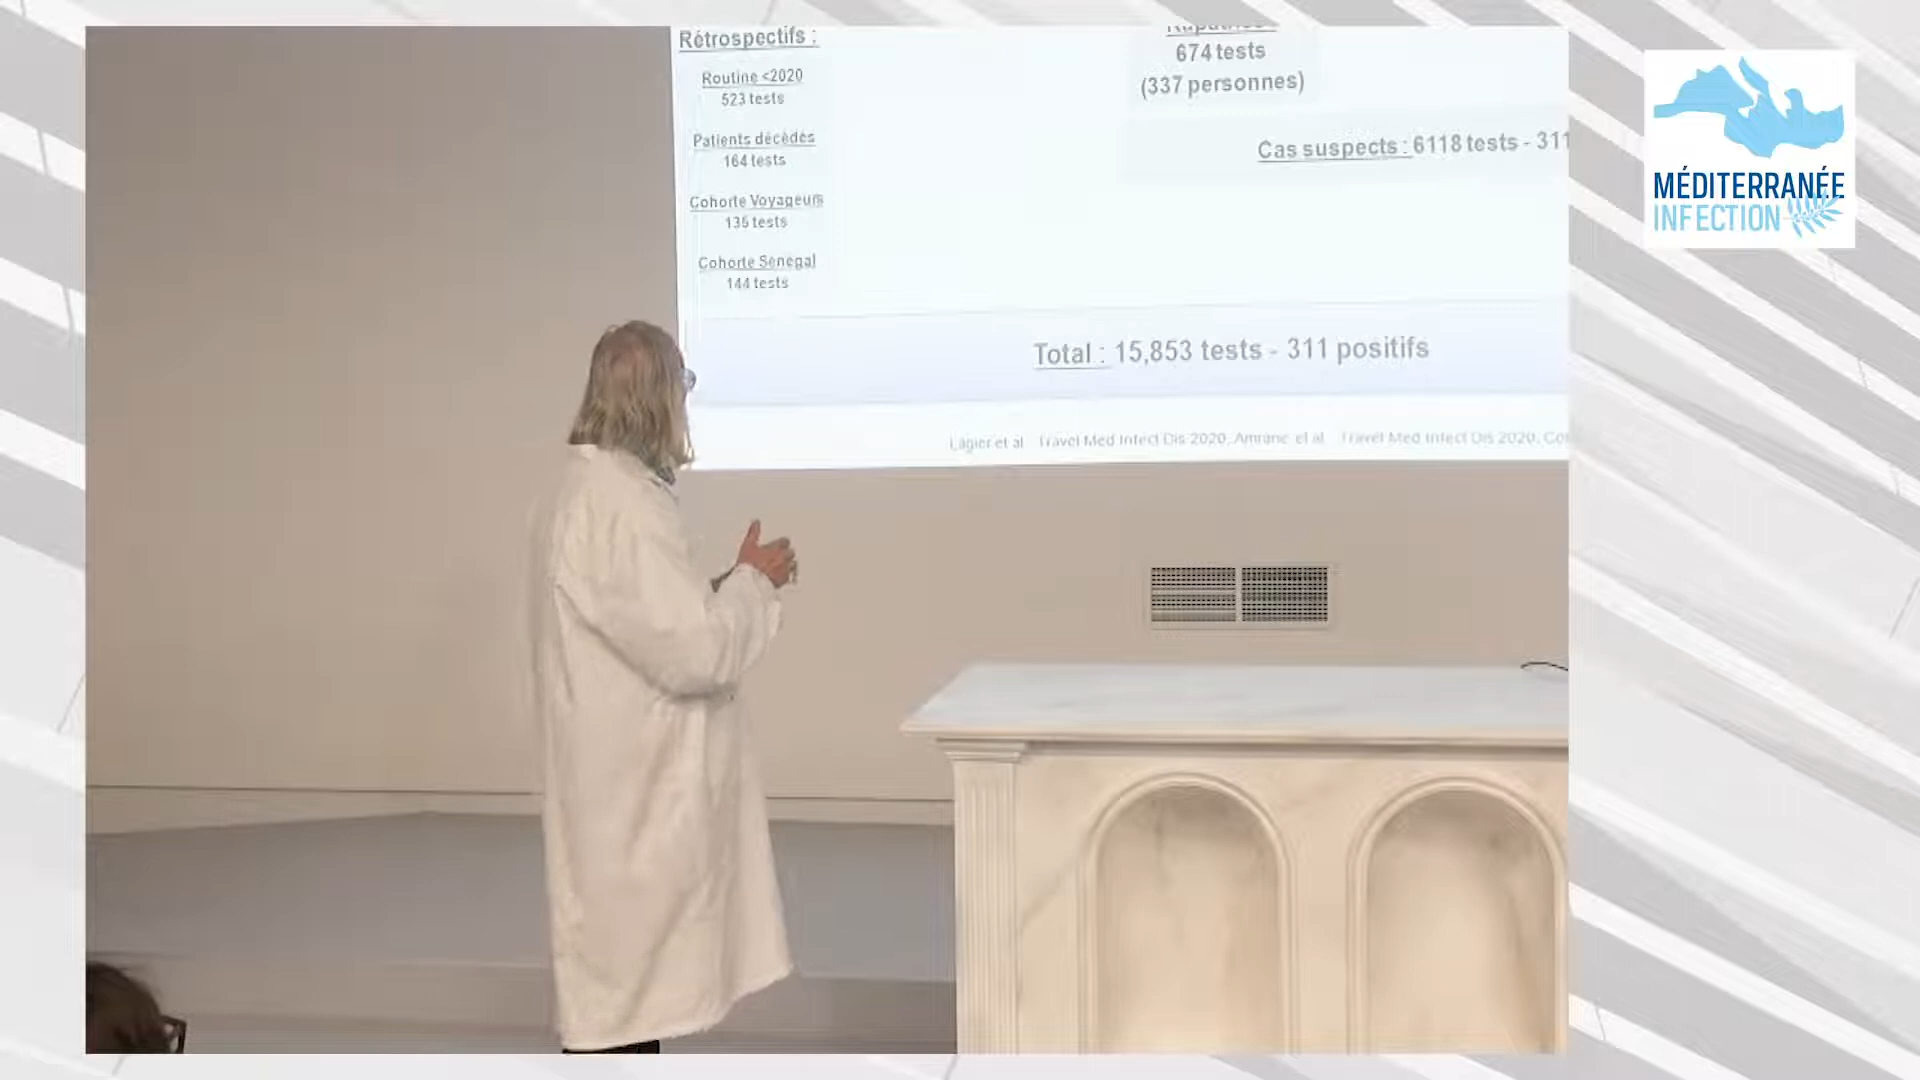 Rétrospectifs :
Routine <2020
523 tests
Patients décédés
164 tests
Cohorte Voyageurs
135 tests
Cohorte Sénégal
144 tests
674 tests
(337 personnes)
Cas suspects : 6118 tests - 311
Total : 15,853 tests - 311 positifs
Lagier et al Travel Med Infect Dis 2020, Amrane et al Travel Med Infect Dis 2020,
MÉDITERRANÉE
INFECTION